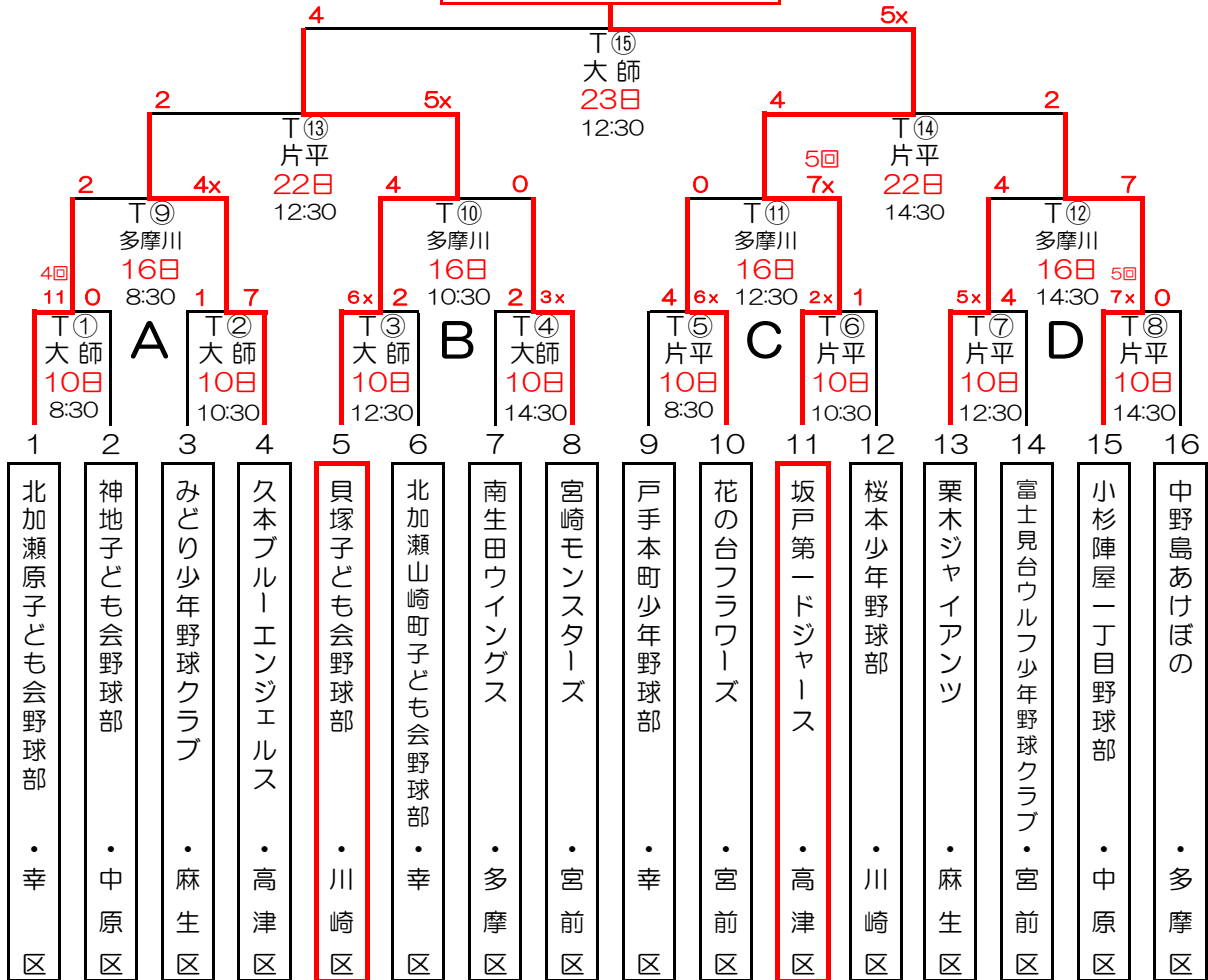 4 5x
T⑮
大 師
23日
12:30
2 5x 4 2
T⑬ T⑭
片平 片平
22日 22日
12:30 14:30
2 4x 4 0 0 5回 7x 4 7
T⑨ T⑩ T⑪ T⑫
多摩川 多摩川 多摩川 多摩川
16日 16日 16日 16日
8:30 10:30 12:30 14:30
4回 11 0 1 7 6x 2 2 3x 4 6x 2x 1 5x 4 5回 7x 0
A B C D
T① T② T③ T④ T⑤ T⑥ T⑦ T⑧
大 師 大 師 大 師 大師 片平 片平 片平 片平
10日 10日 10日 10日 10日 10日 10日 10日
8:30 10:30 12:30 14:30 8:30 10:30 12:30 14:30
1 2 3 4 5 6 7 8 9 10 11 12 13 14 15 16
北加瀬原子ども会野球部・幸 区
神地子ども会野球部・中 原 区
みどり少年野球クラブ・麻 生 区
久本ブルーエンジェルス・高 津 区
貝塚子ども会野球部・川 崎 区
北加瀬山崎町子ども会野球部・幸 区
南生田ウイングス・多 摩 区
宮崎モンスターズ・宮 前 区
戸手本町少年野球部・幸 区
花の台フラワーズ・宮 前 区
坂戸第一ドジャース・高 津 区
桜本少年野球部・川 崎 区
栗木ジャイアンツ・麻 生 区
富士見台ウルフ少年野球クラブ・宮 前 区
小杉陣屋一丁目野球部・中 原 区
中野島あけぼの・多 摩 区